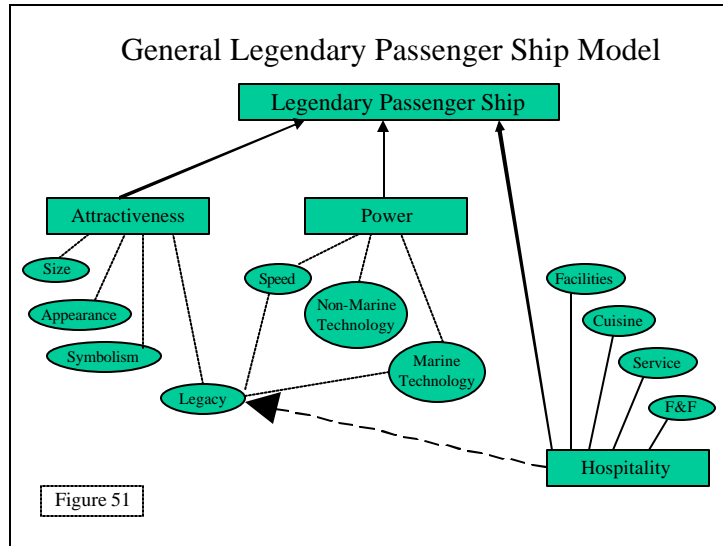 General Legendary Passenger Ship Model
Legendary Passenger Ship
Attractiveness
Power
Size
Speed
Facilities
Appearance
Non-Marine
Technology
Cuisine
Symbolism
Marine
Technology
Service
Legacy
F&F
Hospitality
Figure 51